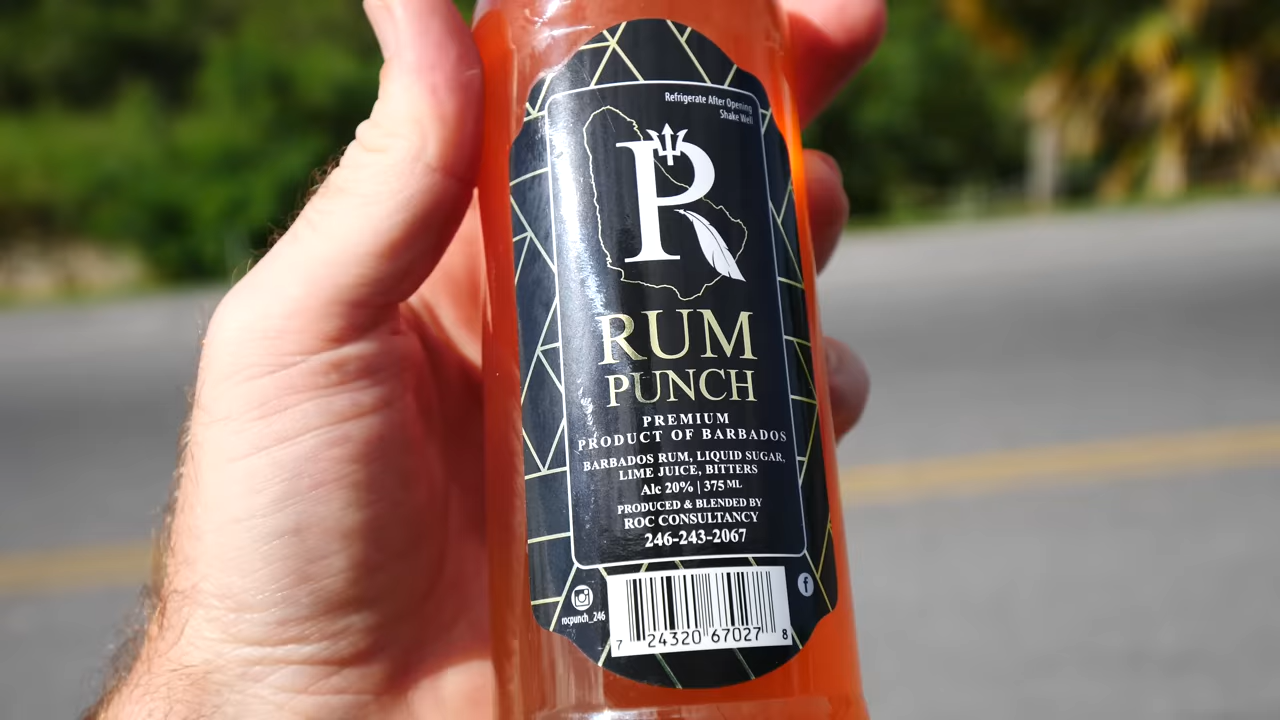 Refrigerate After Opening
Shake Well
R
RUM
PUNCH
PREMIUM
PRODUCT OF BARBADOS
BARBADOS RUM, LIQUID SUGAR,
LIME JUICE, BITTERS
Alc 20% | 375 ML
PRODUCED & BLENDED BY
ROC CONSULTANCY
246-243-2067
rocpunch_246
f
7 24320 67027 8